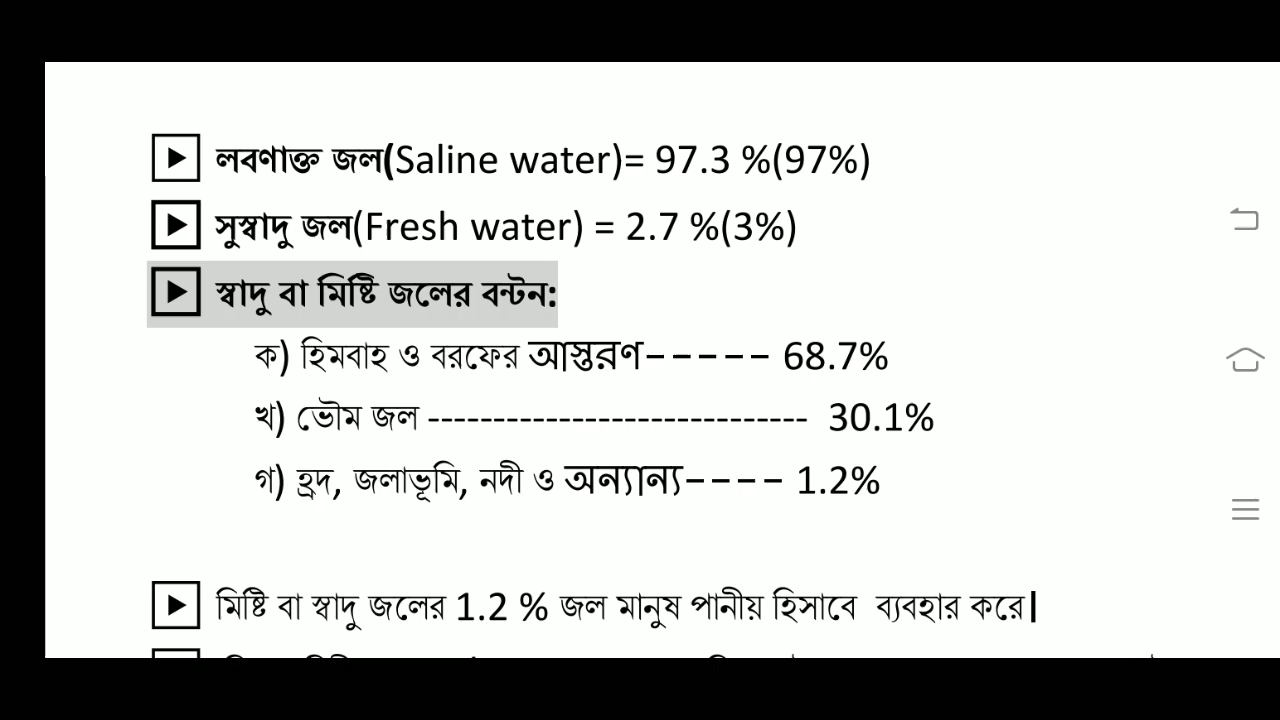 লবণাক্ত জল(Saline water)= 97.3 %(97%)
সুস্বাদু জল(Fresh water) = 2.7 %(3%)
স্বাদু বা মিষ্টি জলের বন্টন:
ক) হিমবাহ ও বরফের আস্তরণ----- 68.7%
খ) ভৌম জল ----------------------------- 30.1%
গ) হ্রদ, জলাভূমি, নদী ও অন্যান্য---- 1.2%
মিষ্টি বা স্বাদু জলের 1.2 % জল মানুষ পানীয় হিসাবে ব্যবহার করে।